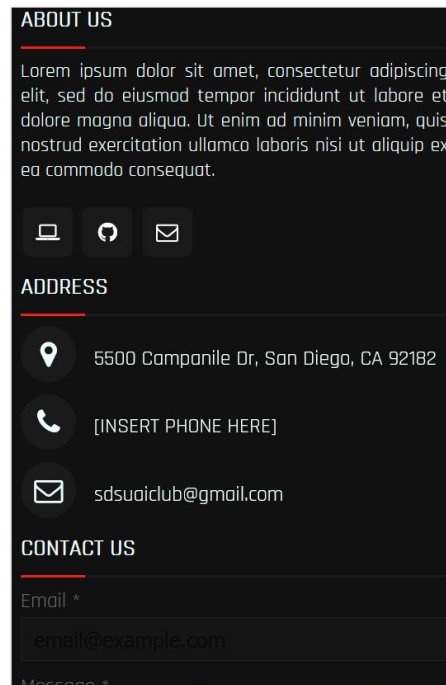 ABOUT US
Lorem ipsum dolor sit amet, consectetur adipiscing
elit, sed do eiusmod tempor incididunt ut labore et
dolore magna aliqua. Ut enim ad minim veniam, quis
nostrud exercitation ullamco laboris nisi ut aliquip ex
ea commodo consequat.
ADDRESS
5500 Campanile Dr, San Diego, CA 92182
[INSERT PHONE HERE]
sdsuaiclub@gmail.com
CONTACT US
Email *
email@example.com
Message *